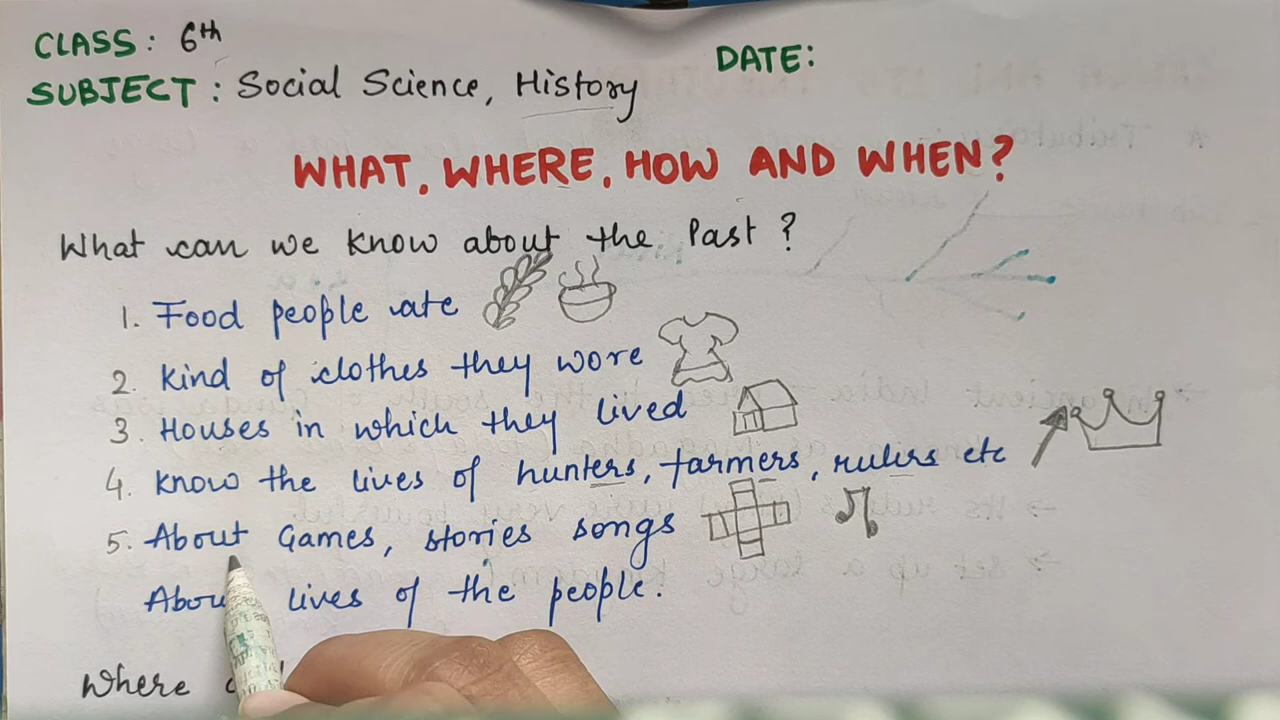 CLASS: 6th
DATE:
SUBJECT: Social Science, History
WHAT, WHERE, HOW AND WHEN?
What can we know about the Past?
1. Food people ate
2. Kind of clothes they wore
3. Houses in which they lived
4. Know the lives of hunters, farmers, rulers etc
5. About Games, stories songs
About lives of the people.
Where